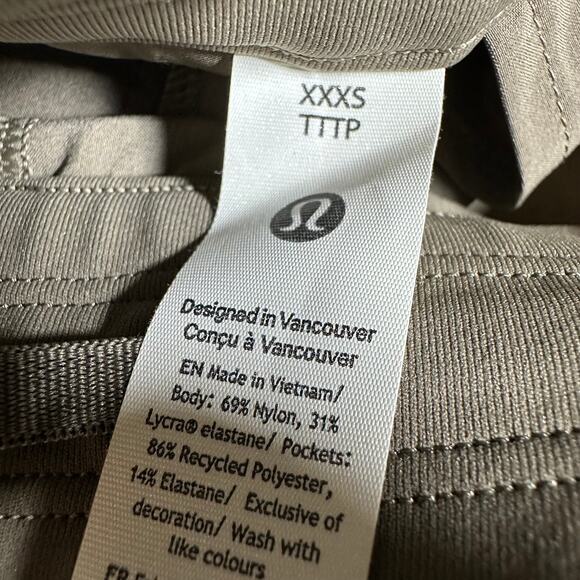 XXXS
TTTP
Designed in Vancouver
Conçu à Vancouver
EN Made in Vietnam/
Body: 69% Nylon, 31%
Lycra® elastane/ Pockets:
86% Recycled Polyester,
14% Elastane/ Exclusive of
decoration/ Wash with
like colours